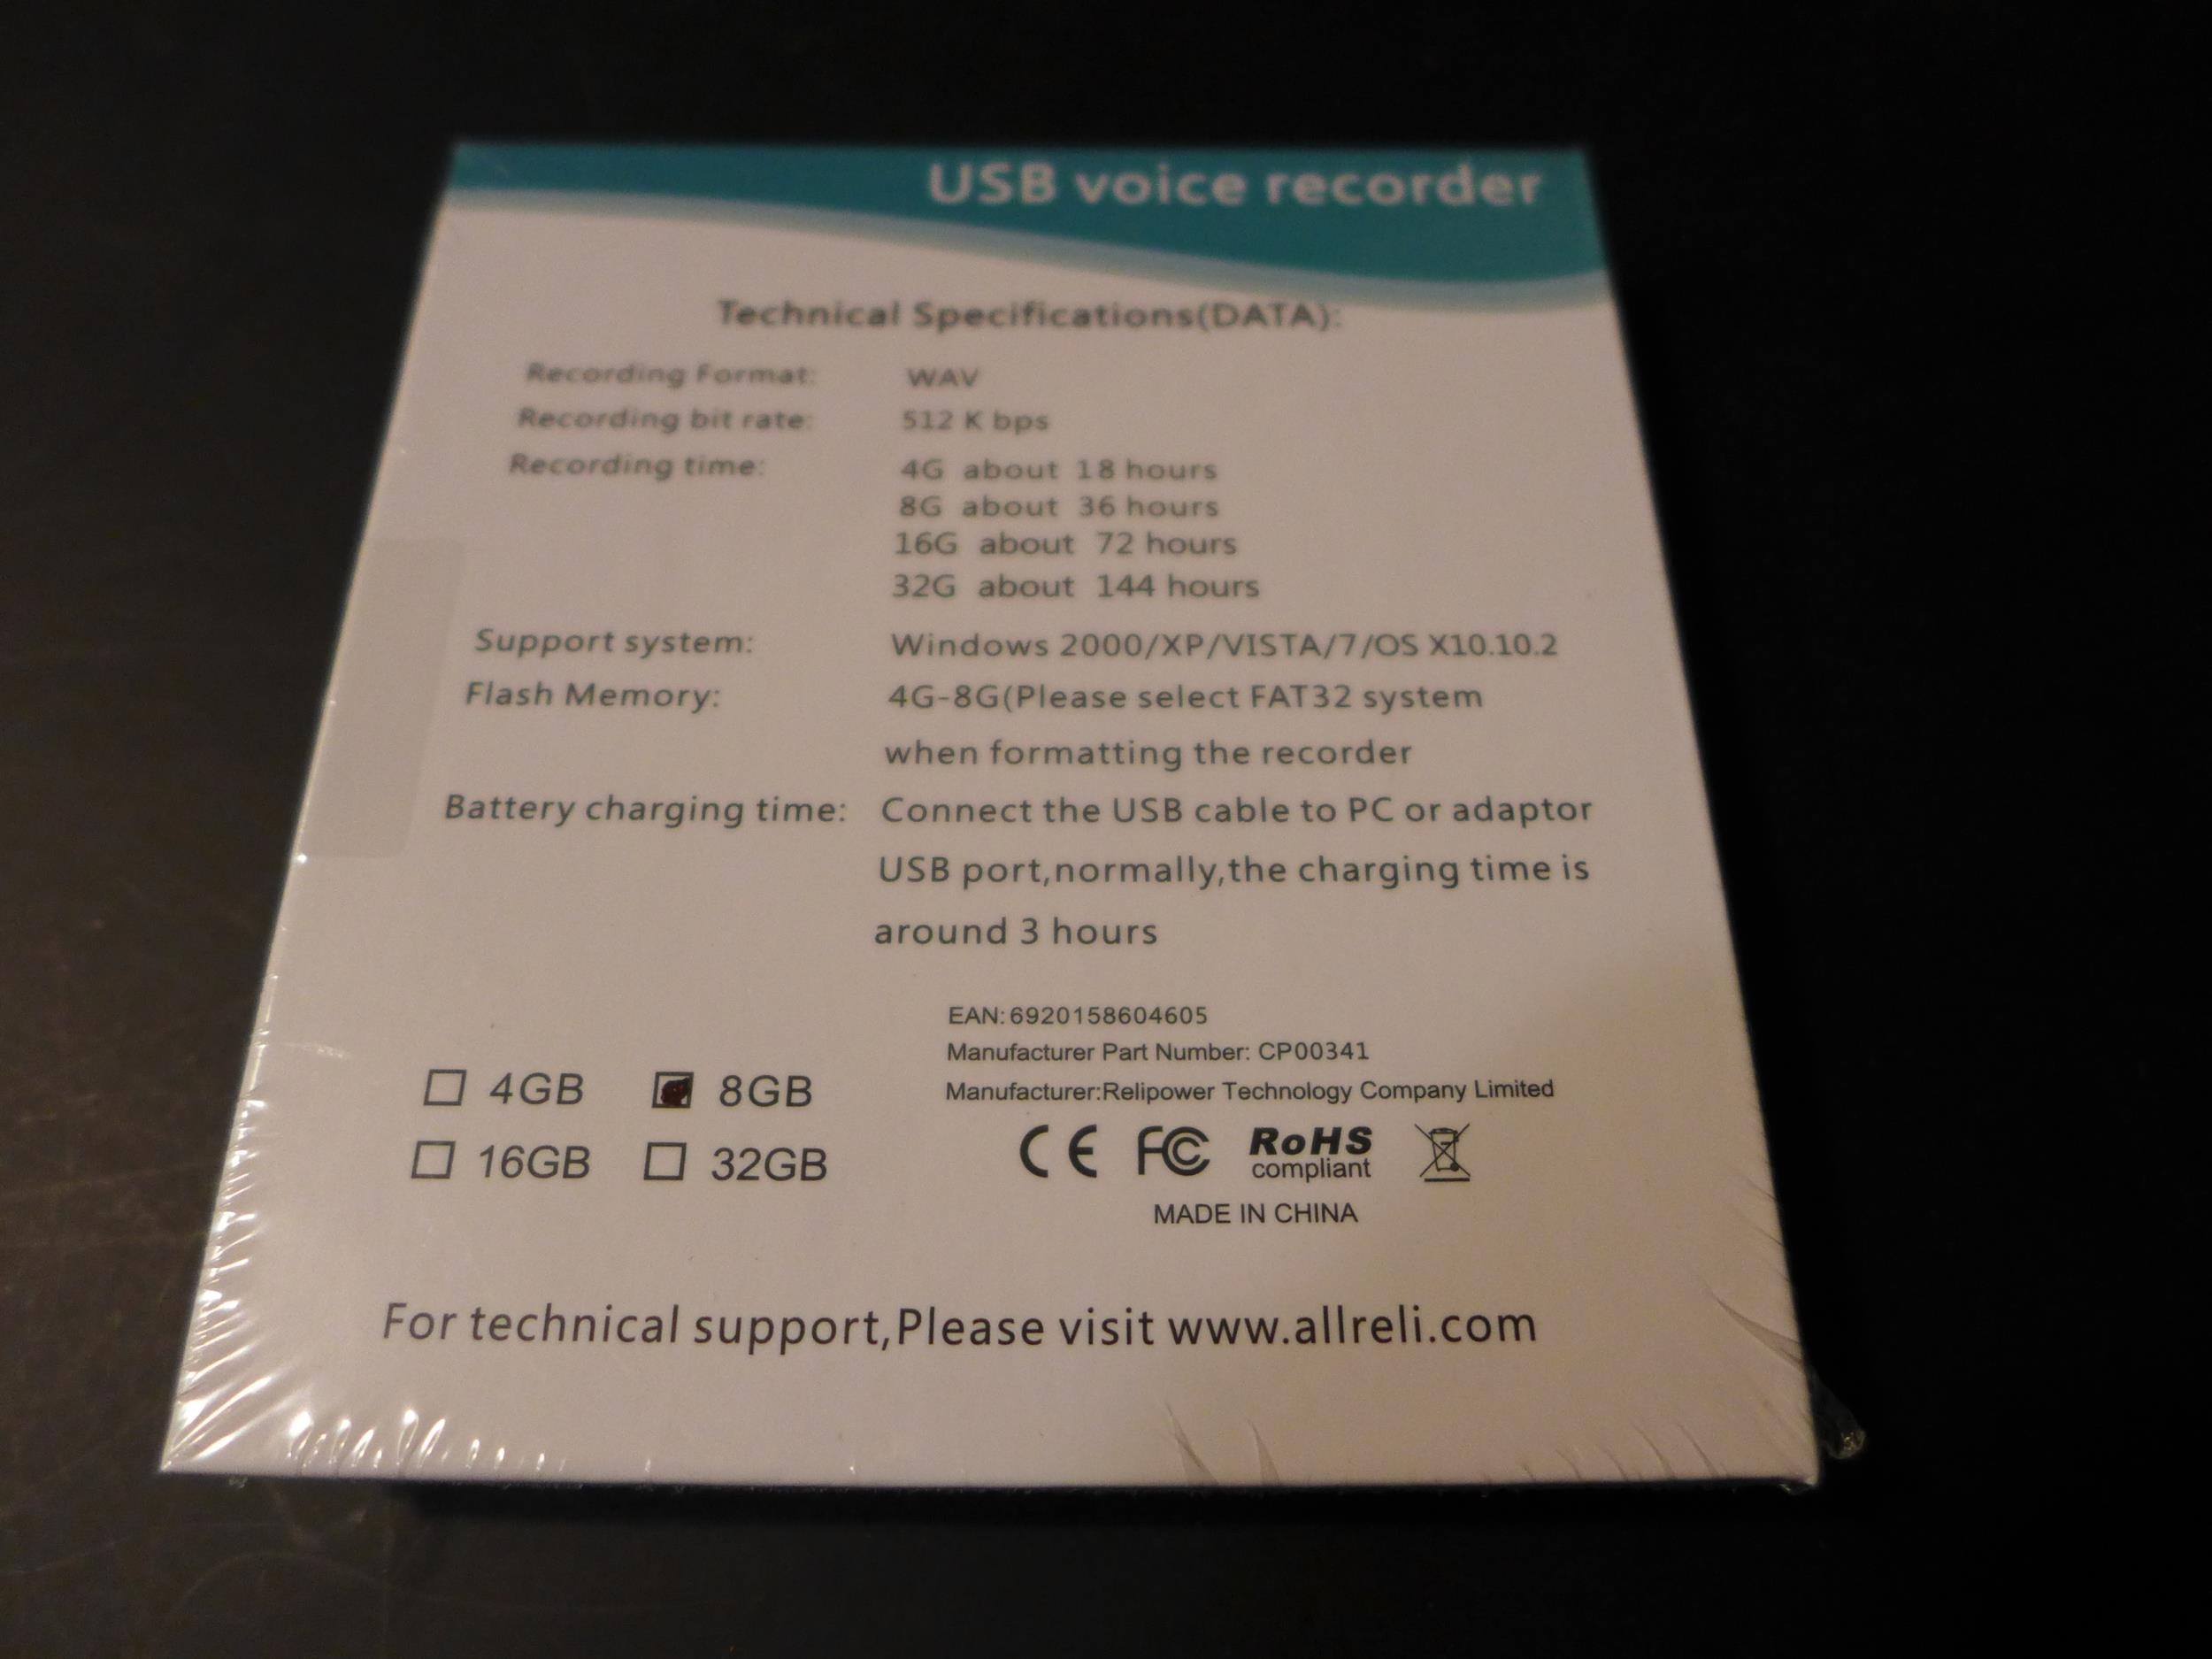 USB voice recorder
Technical Specifications(DATA):
Recording Format: WAV
Recording bit rate: 512 K bps
Recording time: 4G about 18 hours
8G about 36 hours
16G about 72 hours
32G about 144 hours
Support system: Windows 2000/XP/VISTA/7/OS X10.10.2
Flash Memory: 4G-8G(Please select FAT32 system
when formatting the recorder
Battery charging time: Connect the USB cable to PC or adaptor
USB port,normally,the charging time is
around 3 hours
EAN:6920158604605
Manufacturer Part Number: CP00341
Manufacturer:Relipower Technology Company Limited
4GB 8GB
16GB 32GB
CE FC RoHS
compliant
MADE IN CHINA
For technical support,Please visit www.allreli.com